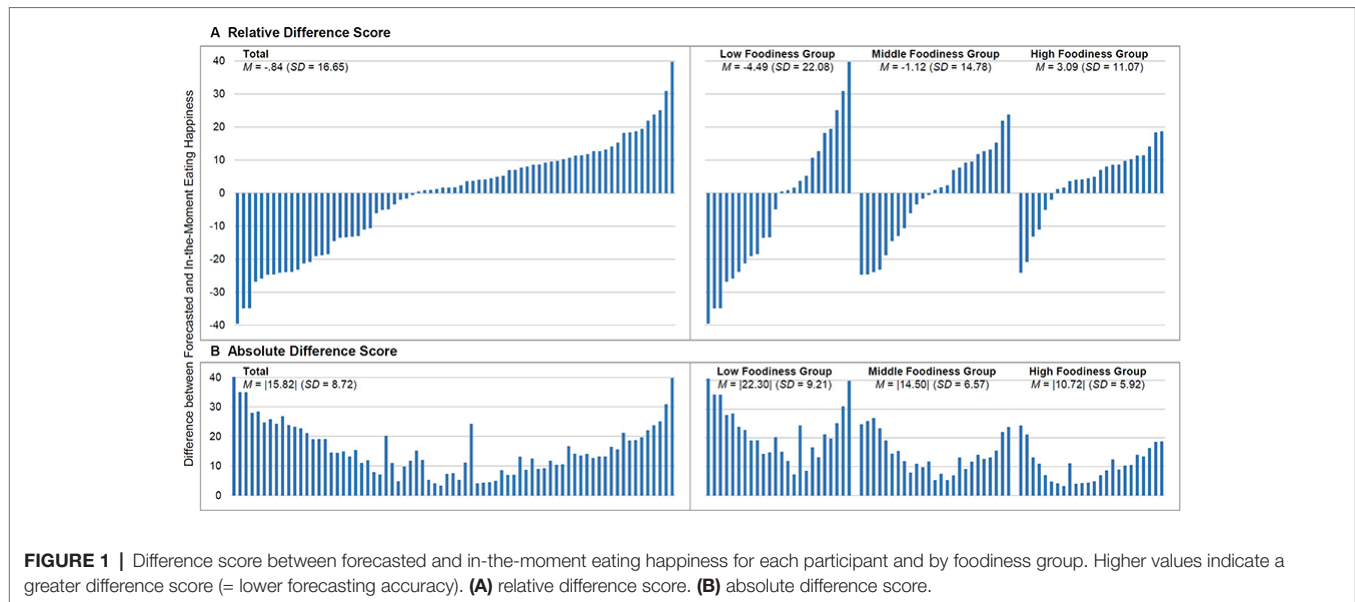 A Relative Difference Score
Difference between Forecasted and In-the-Moment Eating Happiness
Total
M = -.84 (SD = 16.65)
Low Foodiness Group
M = -4.49 (SD = 22.08)
Middle Foodiness Group
M = -1.12 (SD = 14.78)
High Foodiness Group
M = 3.09 (SD = 11.07)
40
30
20
10
0
-10
-20
-30
-40
B Absolute Difference Score
Total
M = |15.82| (SD = 8.72)
Low Foodiness Group
M = |22.30| (SD = 9.21)
Middle Foodiness Group
M = |14.50| (SD = 6.57)
High Foodiness Group
M = |10.72| (SD = 5.92)
40
30
20
10
0
FIGURE 1 | Difference score between forecasted and in-the-moment eating happiness for each participant and by foodiness group. Higher values indicate a
greater difference score (= lower forecasting accuracy). (A) relative difference score. (B) absolute difference score.